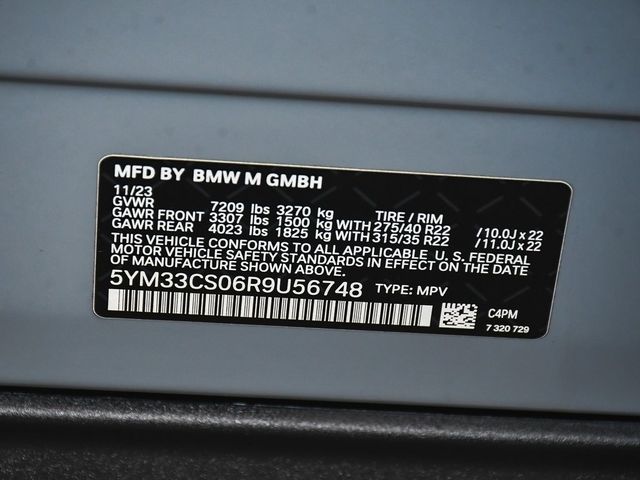 MFD BY BMW M GMBH
11/23
GVWR 7209 lbs 3270 kg TIRE / RIM
GAWR FRONT 3307 lbs 1500 kg WITH 275/40 R22 /10.0J x 22
GAWR REAR 4023 lbs 1825 kg WITH 315/35 R22 /11.0J x 22
THIS VEHICLE CONFORMS TO ALL APPLICABLE U. S. FEDERAL
MOTOR VEHICLE SAFETY STANDARDS IN EFFECT ON THE DATE
OF MANUFACTURE SHOWN ABOVE.
5YM33CS06R9U56748 TYPE: MPV
C4PM
7 320 729